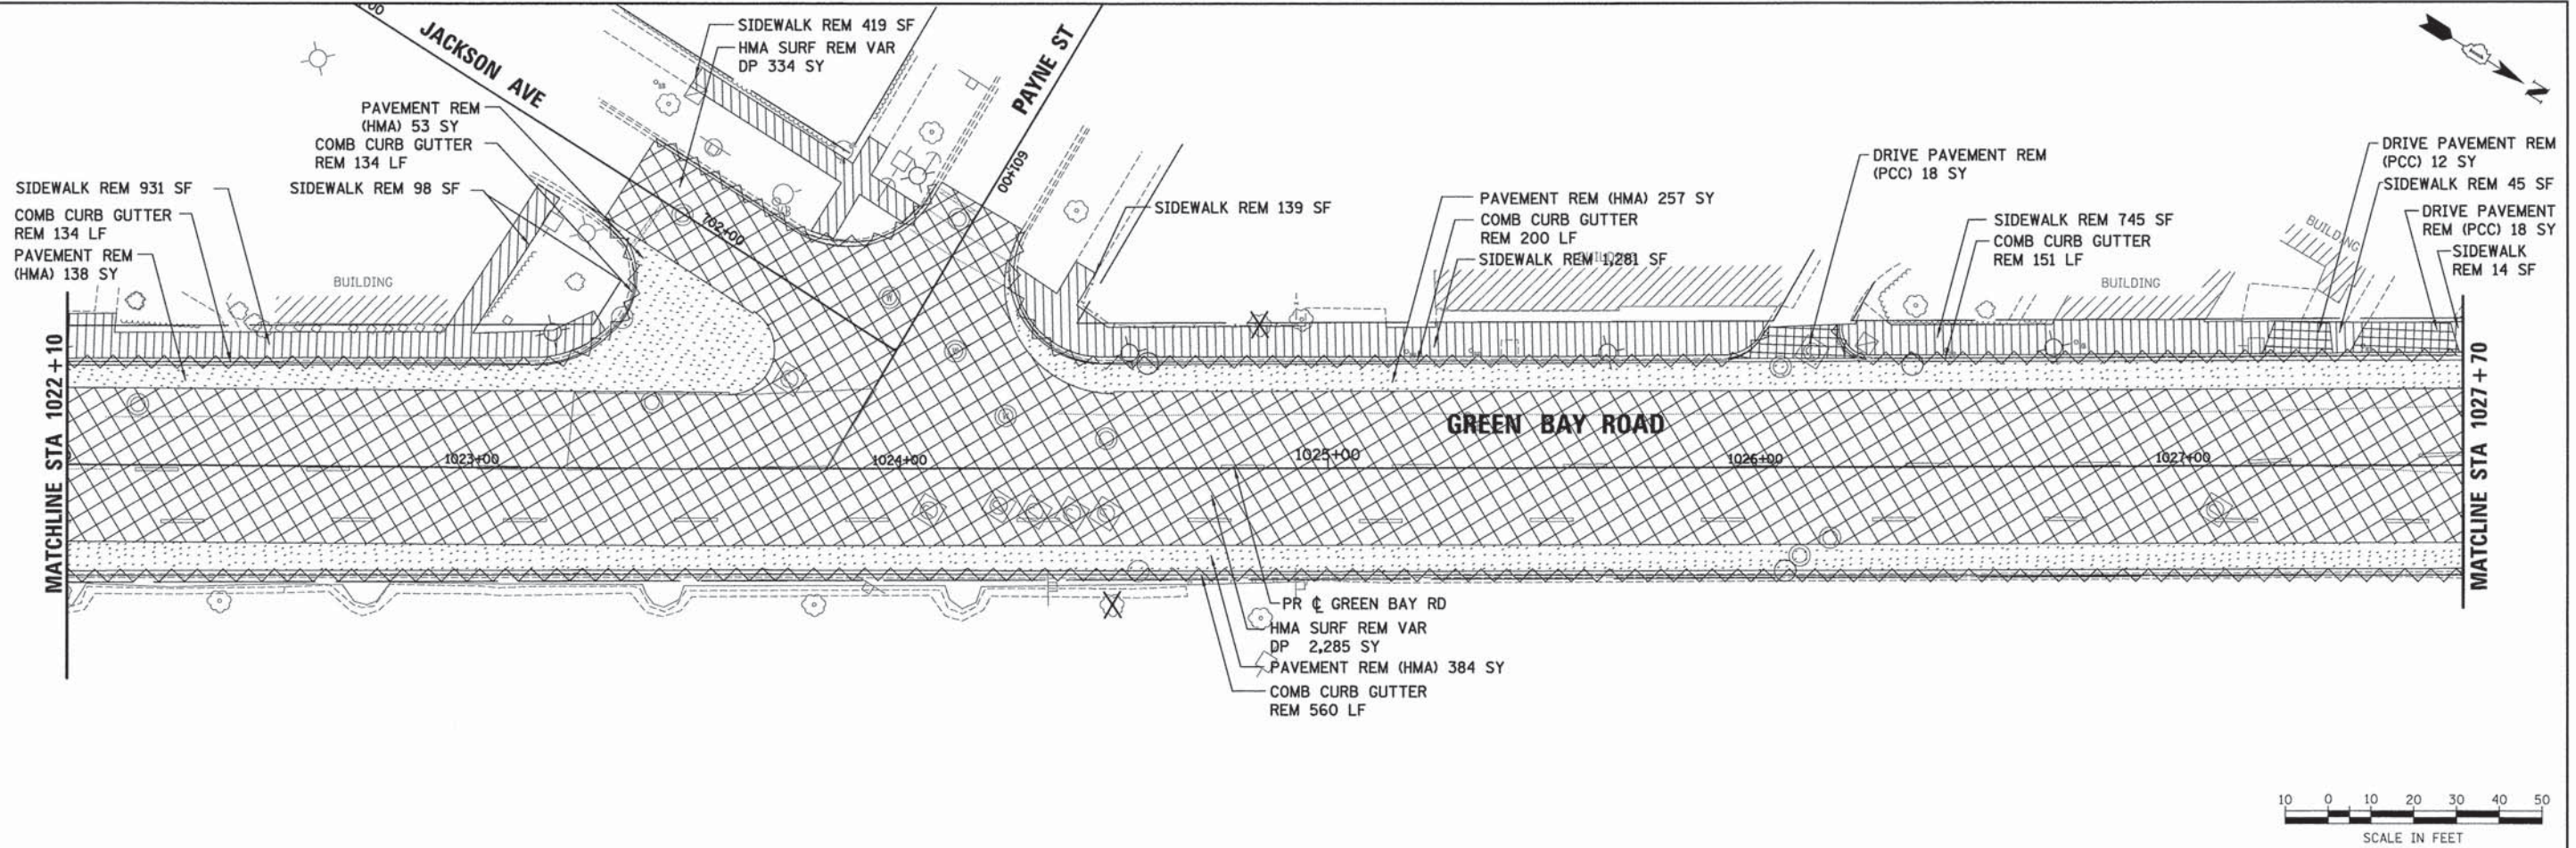 JACKSON AVE
PAYNE ST
SIDEWALK REM 419 SF
HMA SURF REM VAR
DP 334 SY
N
PAVEMENT REM
(HMA) 53 SY
COMB CURB GUTTER
REM 134 LF
SIDEWALK REM 98 SF
SIDEWALK REM 931 SF
COMB CURB GUTTER
REM 134 LF
PAVEMENT REM
(HMA) 138 SY
BUILDING
702+00
601+00
SIDEWALK REM 139 SF
PAVEMENT REM (HMA) 257 SY
COMB CURB GUTTER
REM 200 LF
SIDEWALK REM 1,281 SF
DRIVE PAVEMENT REM
(PCC) 18 SY
SIDEWALK REM 745 SF
COMB CURB GUTTER
REM 151 LF
BUILDING
BUILDING
DRIVE PAVEMENT REM
(PCC) 12 SY
SIDEWALK REM 45 SF
DRIVE PAVEMENT
REM (PCC) 18 SY
SIDEWALK
REM 14 SF
MATCHLINE STA 1022+10
GREEN BAY ROAD
1023+00
1024+00
1025+00
1026+00
1027+00
MATCLINE STA 1027+70
PR ℄ GREEN BAY RD
HMA SURF REM VAR
DP 2,285 SY
PAVEMENT REM (HMA) 384 SY
COMB CURB GUTTER
REM 560 LF
10 0 10 20 30 40 50
SCALE IN FEET